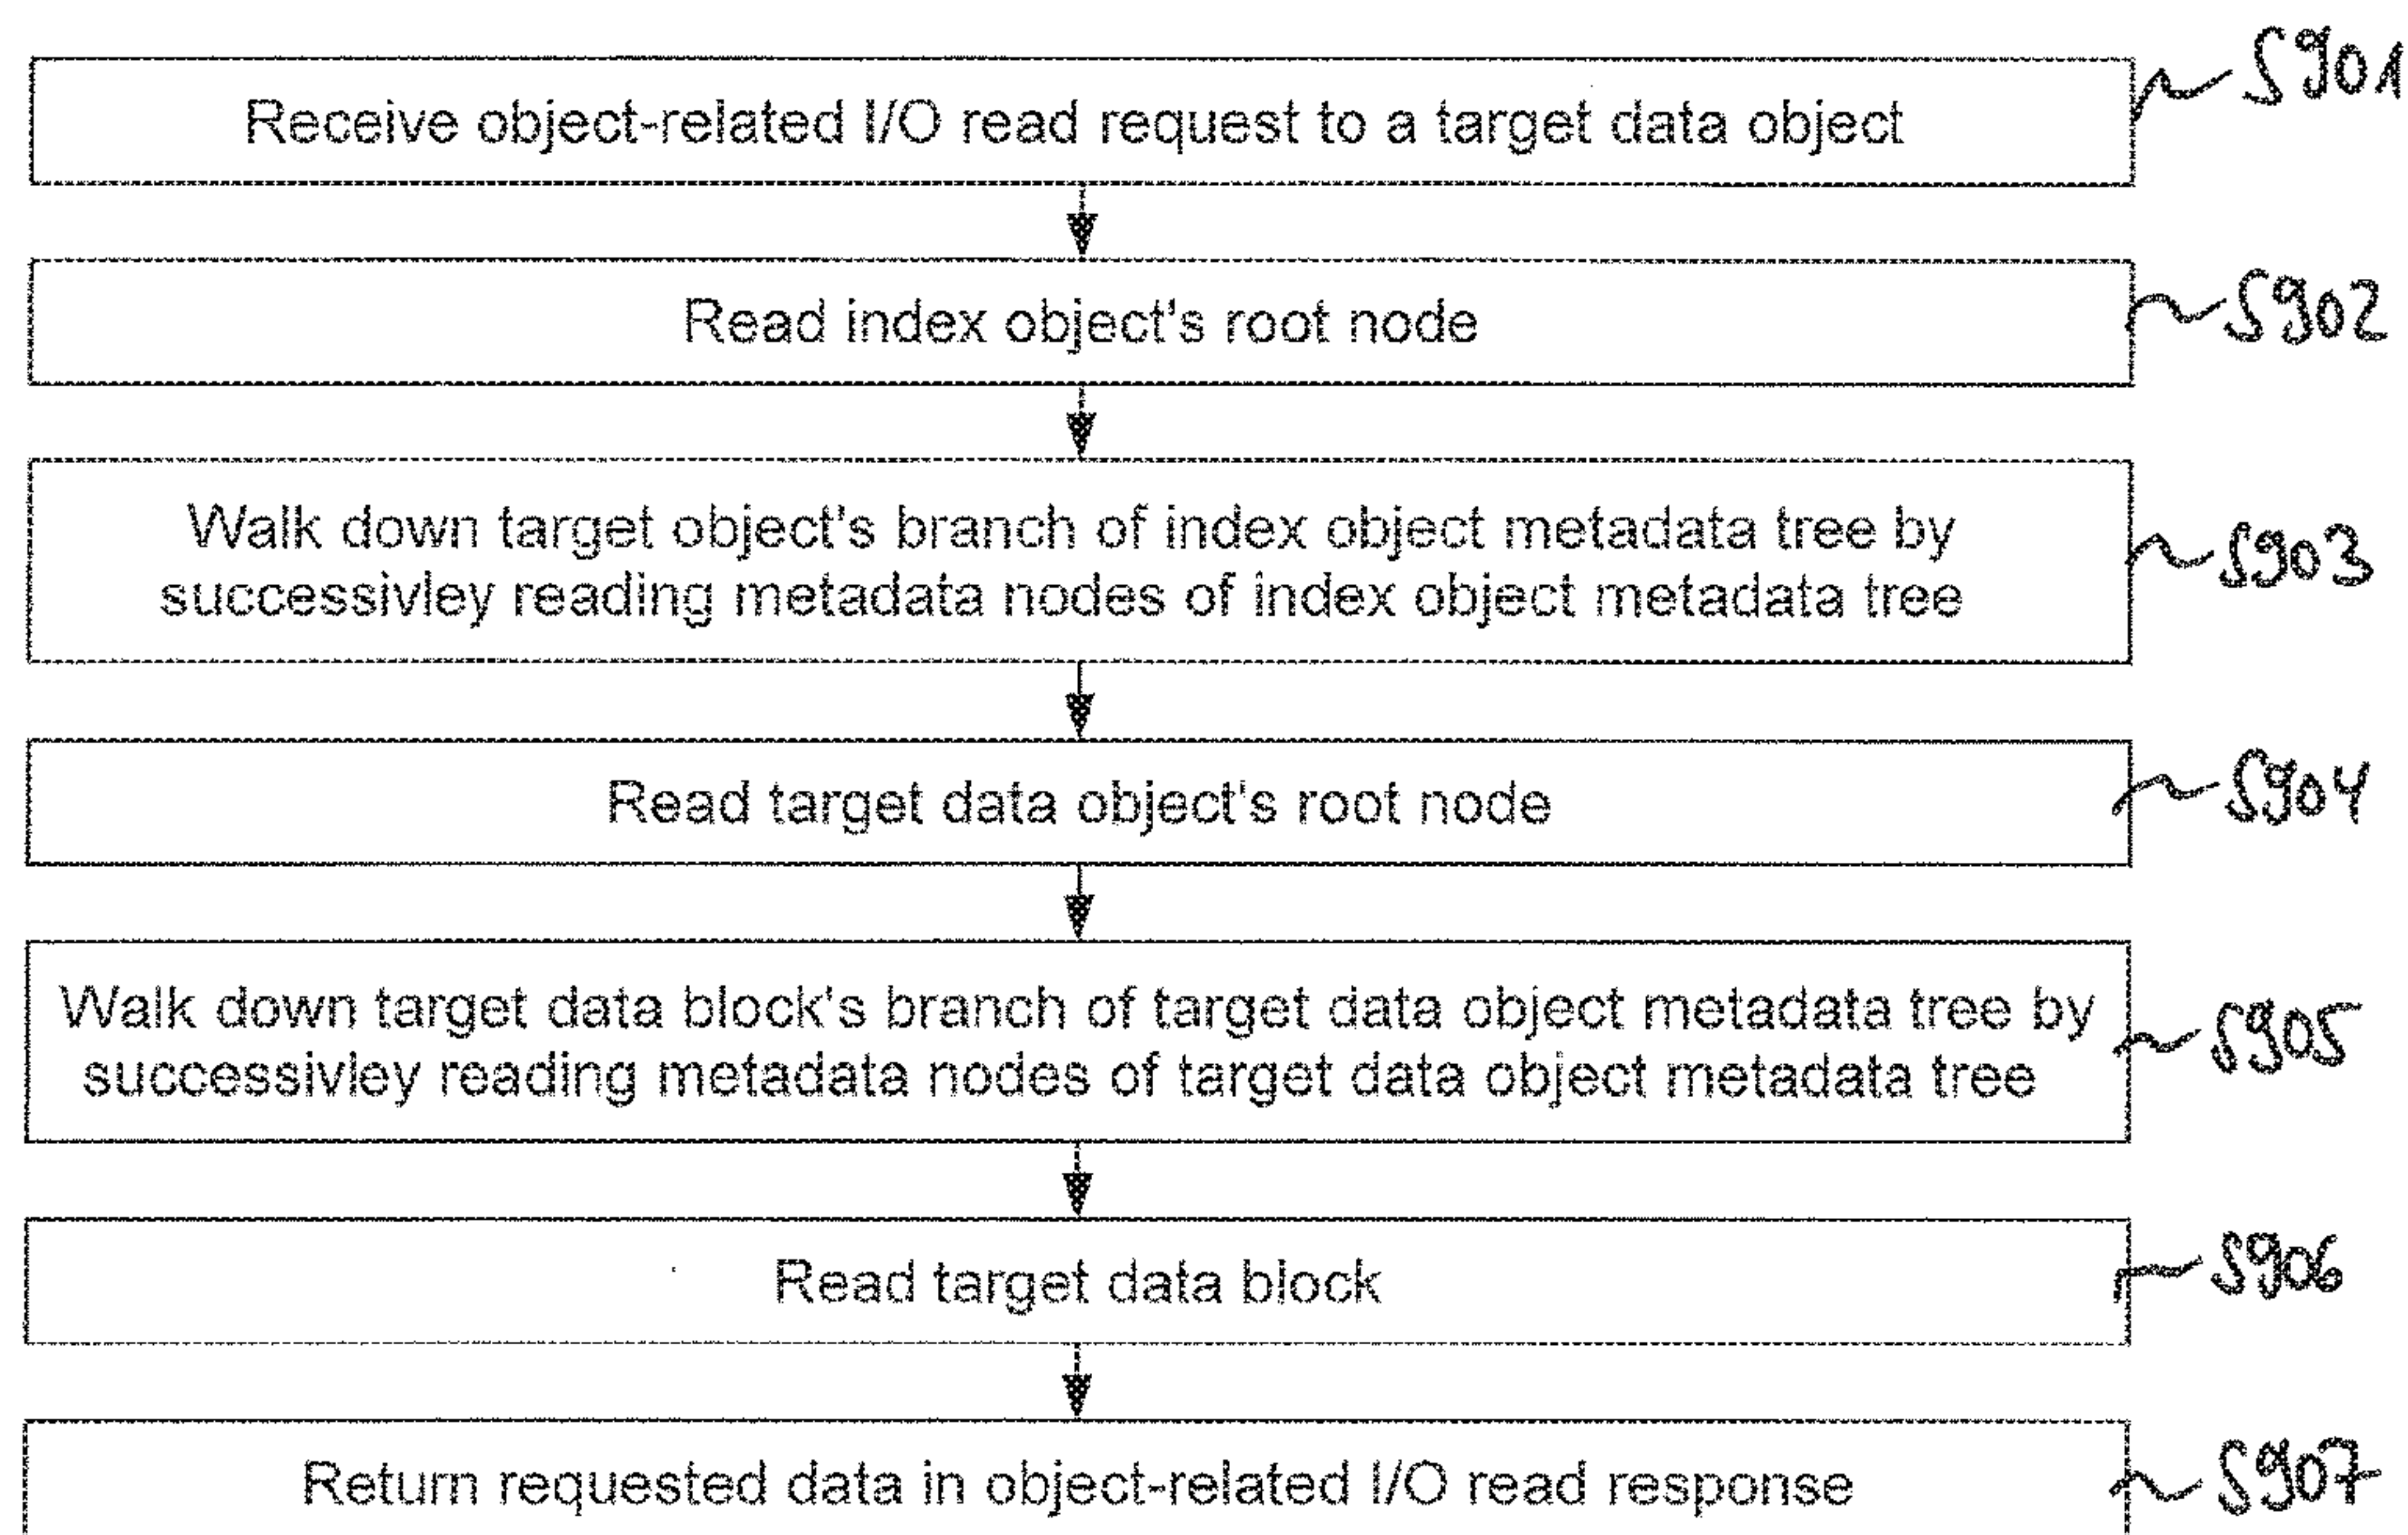 Receive object-related I/O read request to a target data object
S901
Read index object's root node
S902
Walk down target object's branch of index object metadata tree by
successivley reading metadata nodes of index object metadata tree
S903
Read target data object's root node
S904
Walk down target data block's branch of target data object metadata tree by
successivley reading metadata nodes of target data object metadata tree
S905
Read target data block
S906
Return requested data in object-related I/O read response
S907